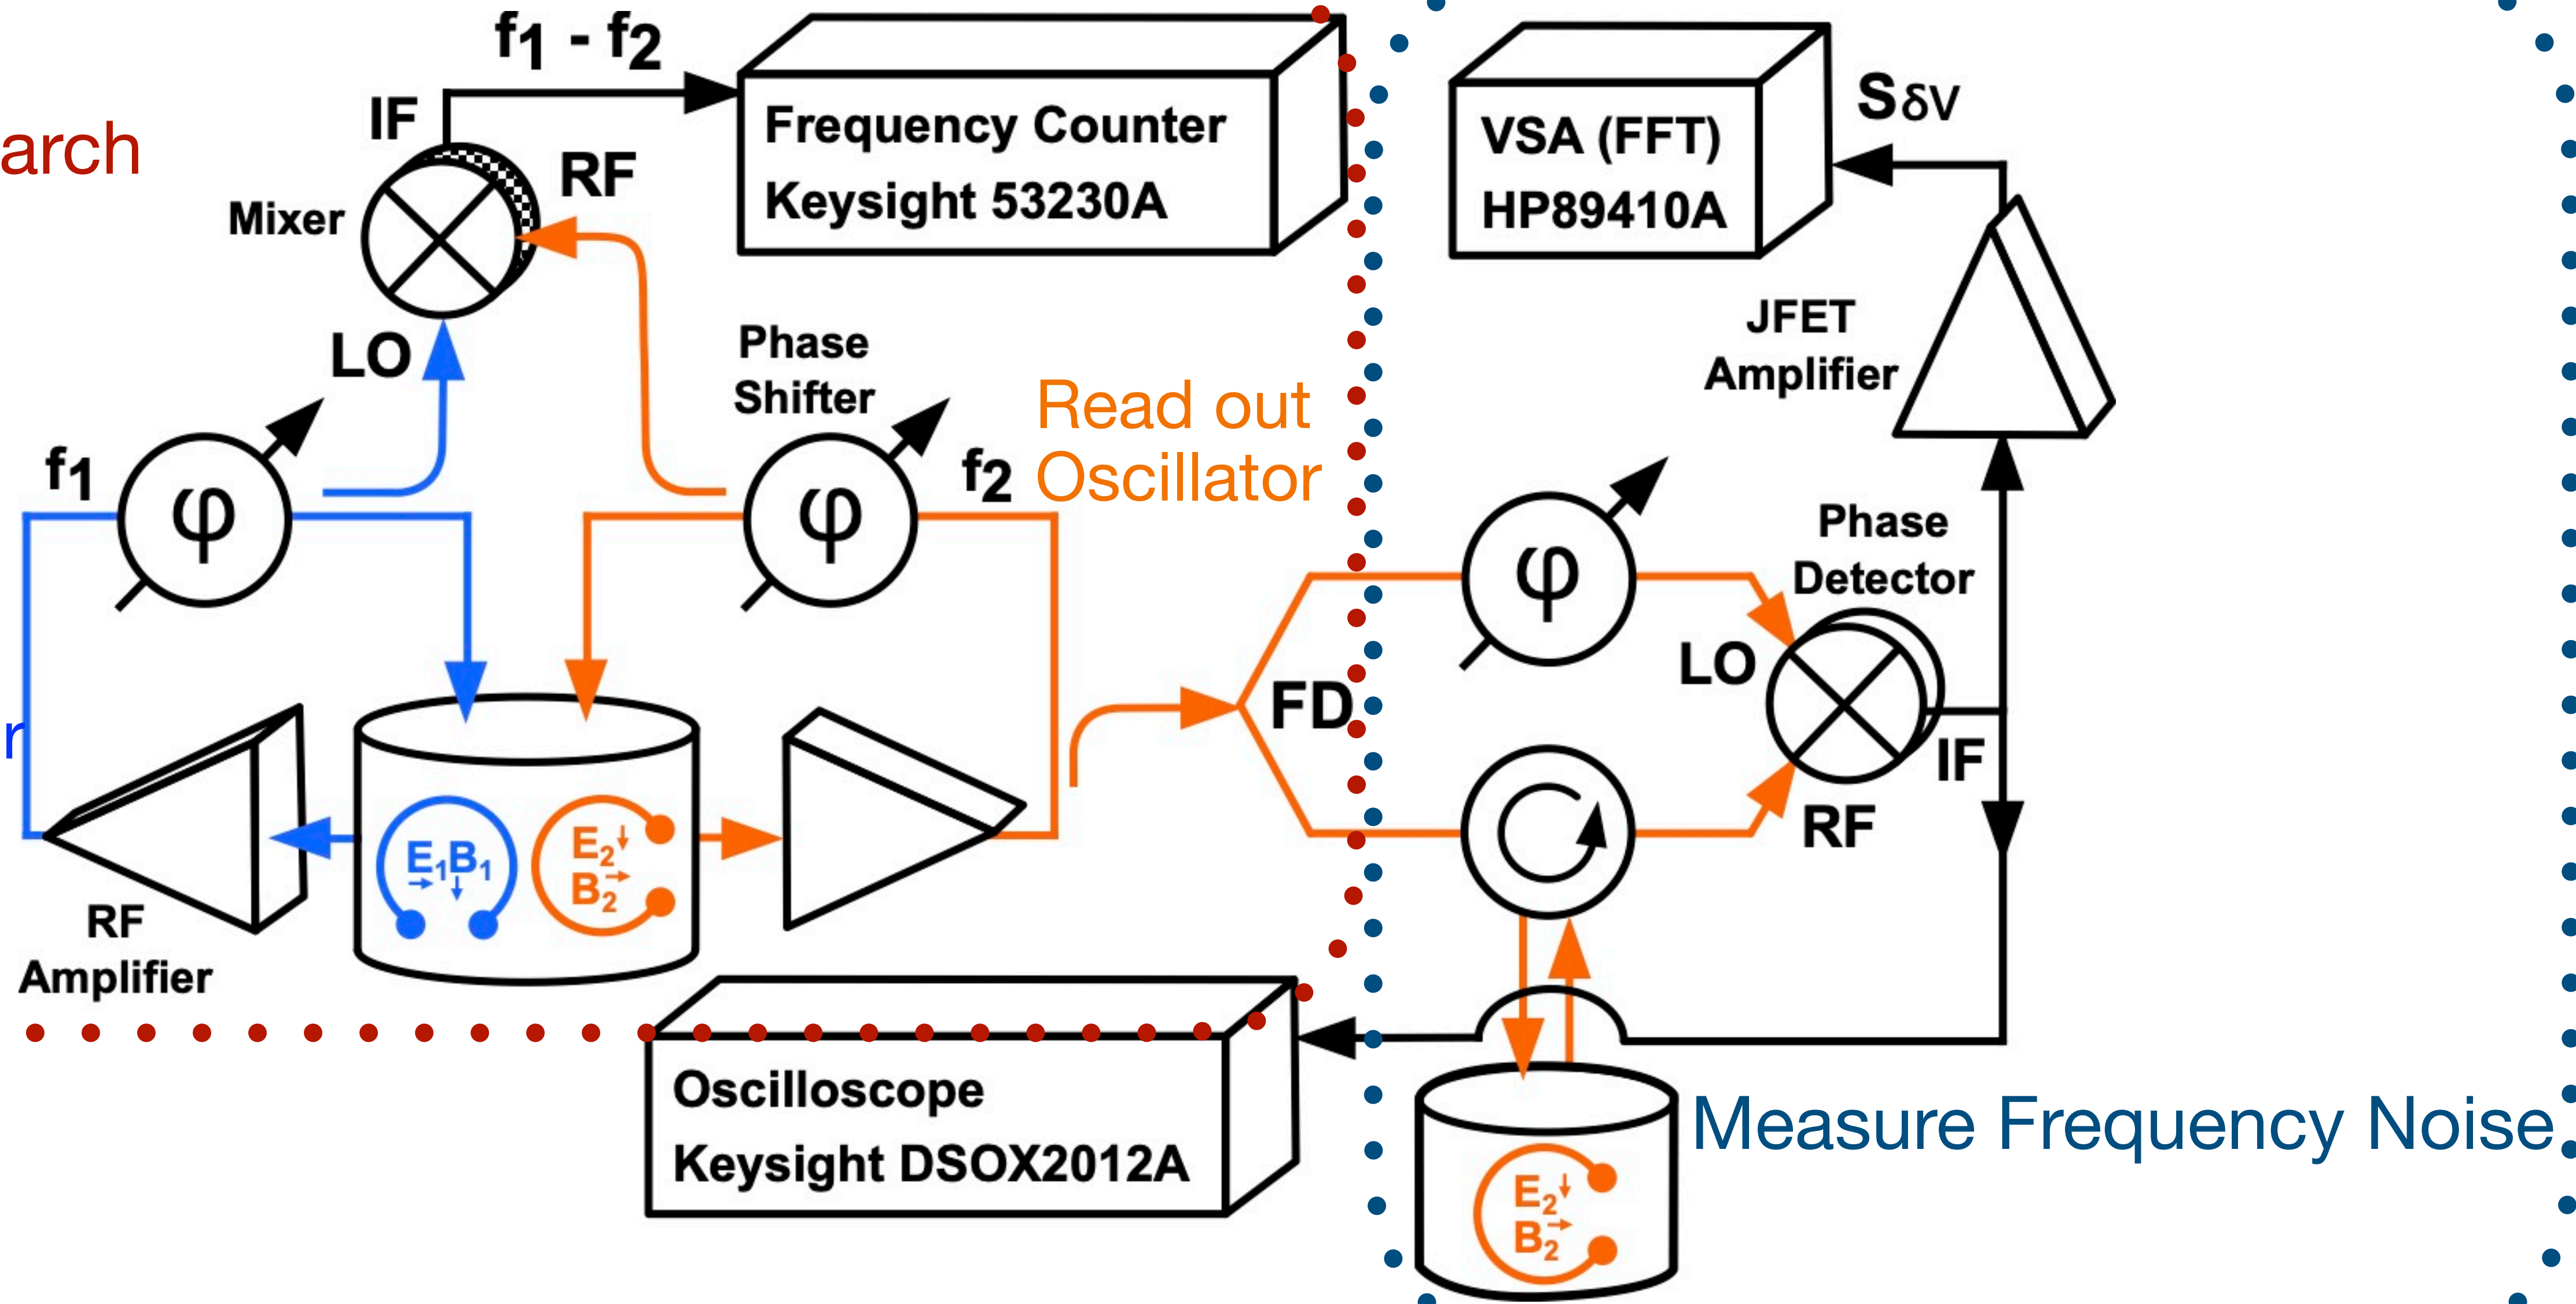 f1 - f2
IF
arch
RF
Mixer
Frequency Counter
Keysight 53230A
VSA (FFT)
HP89410A
SδV
LO
Phase
Shifter
JFET
Amplifier
f1
φ
φ
f2
Read out
Oscillator
φ
Phase
Detector
LO
FD
r
IF
RF
E1B1
E2
B2
RF
Amplifier
Oscilloscope
Keysight DSOX2012A
Measure Frequency Noise
E2
B2